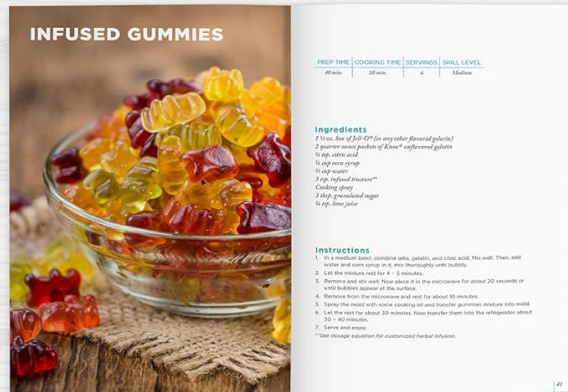 INFUSED GUMMIES
PREP TIME COOKING TIME SERVINGS SKILL LEVEL
40 min. 20 min. 6 Medium
Ingredients
1 ½ oz. box of Jell-O® (or any other flavored gelatin)
2 quarter ounce packets of Knox® unflavored gelatin
tsp. citric acid
cup corn syrup
cup water
3 tsp. infused tincture**
Cooking spray
3 tbsp. granulated sugar
tsp. lime juice
Instructions
1. In a medium bowl, combine jello, gelatin, and citric acid. Mix well. Then, add
water and corn syrup in it, mix thoroughly until bubbly.
2. Let the mixture rest for 4 – 5 minutes.
3. Remove and stir well. Now place it in the microwave for about 20 seconds or
until bubbles appear at the surface.
4. Remove from the microwave and rest for about 10 minutes.
5. Spray the mold with some cooking oil and transfer gummies mixture into mold.
6. Let the rest for about 30 minutes. Now transfer them into the refrigerator about
30 – 40 minutes.
7. Serve and enjoy.
**See dosage equation for customized herbal infusion.
47